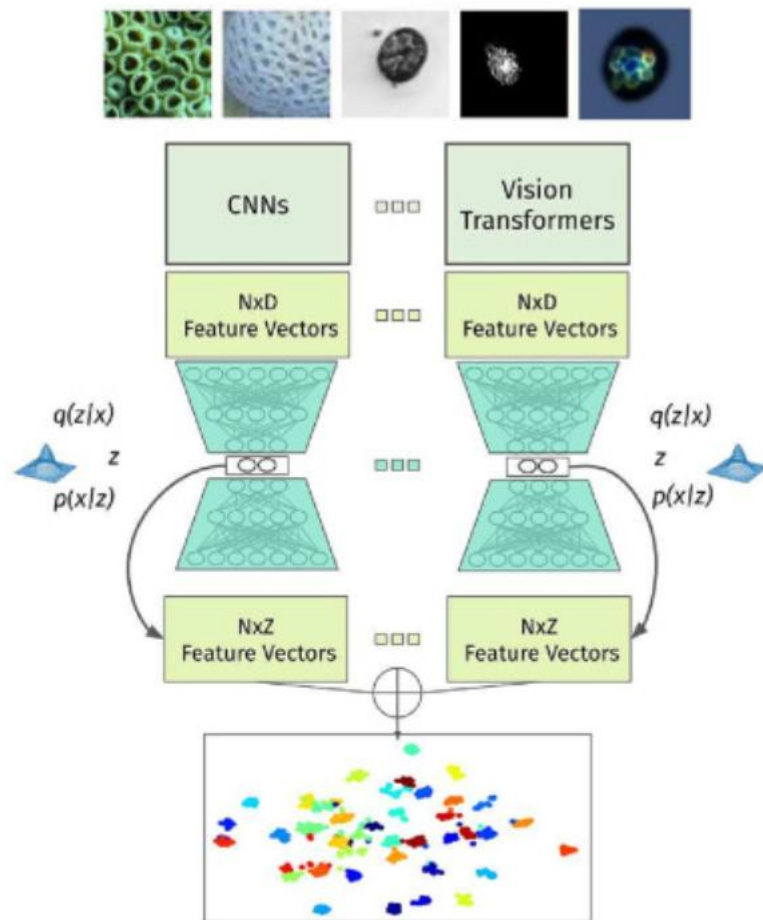 CNNs
Vision
Transformers
NxD
Feature Vectors
NxD
Feature Vectors
q(z|x)
z
p(x|z)
q(z|x)
z
p(x|z)
NxZ
Feature Vectors
NxZ
Feature Vectors